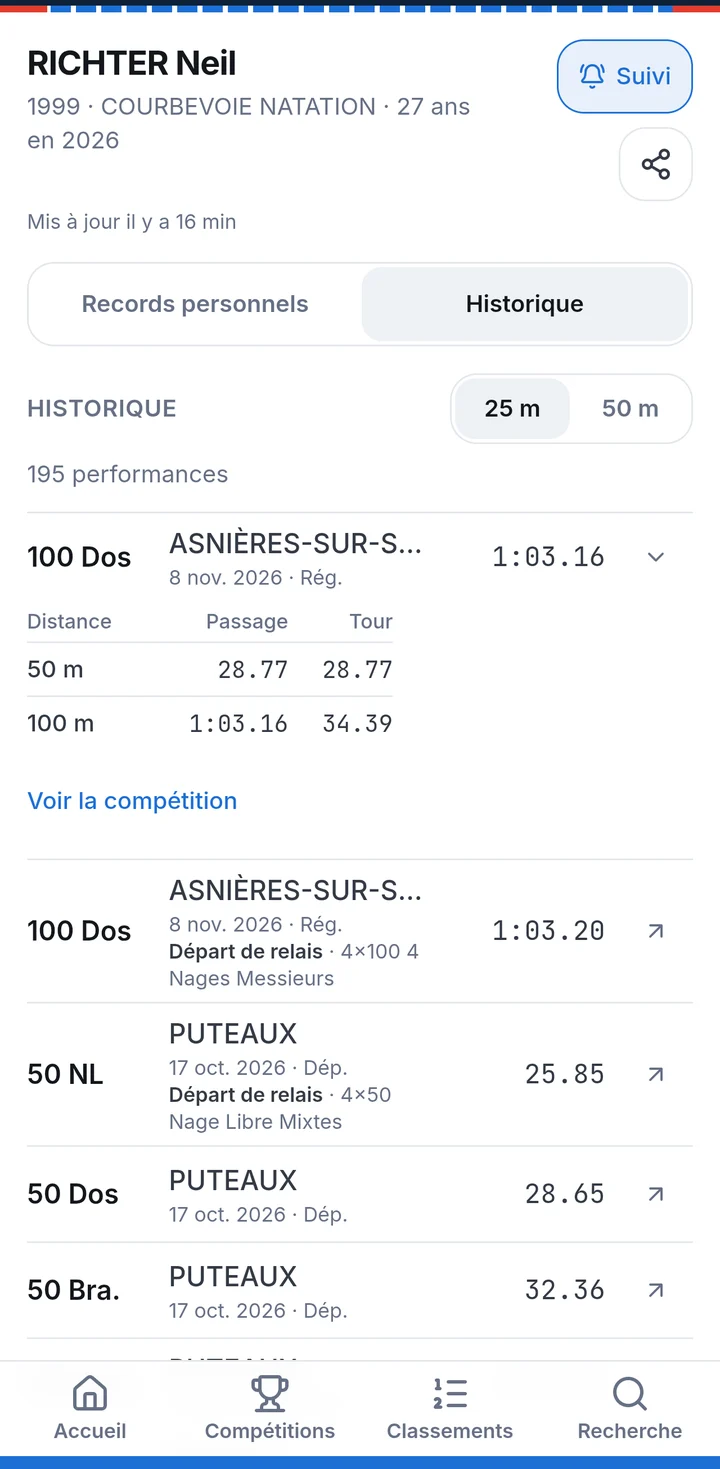 RICHTER Neil
Suivi
1999 · COURBEVOIE NATATION · 27 ans
en 2026
Mis à jour il y a 16 min
Records personnels
Historique
HISTORIQUE
25 m
50 m
195 performances
100 Dos
ASNIÈRES-SUR-S...
8 nov. 2026 · Rég.
1:03.16
Distance Passage Tour
50 m 28.77 28.77
100 m 1:03.16 34.39
Voir la compétition
100 Dos
ASNIÈRES-SUR-S...
8 nov. 2026 · Rég.
Départ de relais · 4×100 4
Nages Messieurs
1:03.20
50 NL
PUTEAUX
17 oct. 2026 · Dép.
Départ de relais · 4×50
Nage Libre Mixtes
25.85
50 Dos
PUTEAUX
17 oct. 2026 · Dép.
28.65
50 Bra.
PUTEAUX
17 oct. 2026 · Dép.
32.36
Accueil
Compétitions
Classements
Recherche